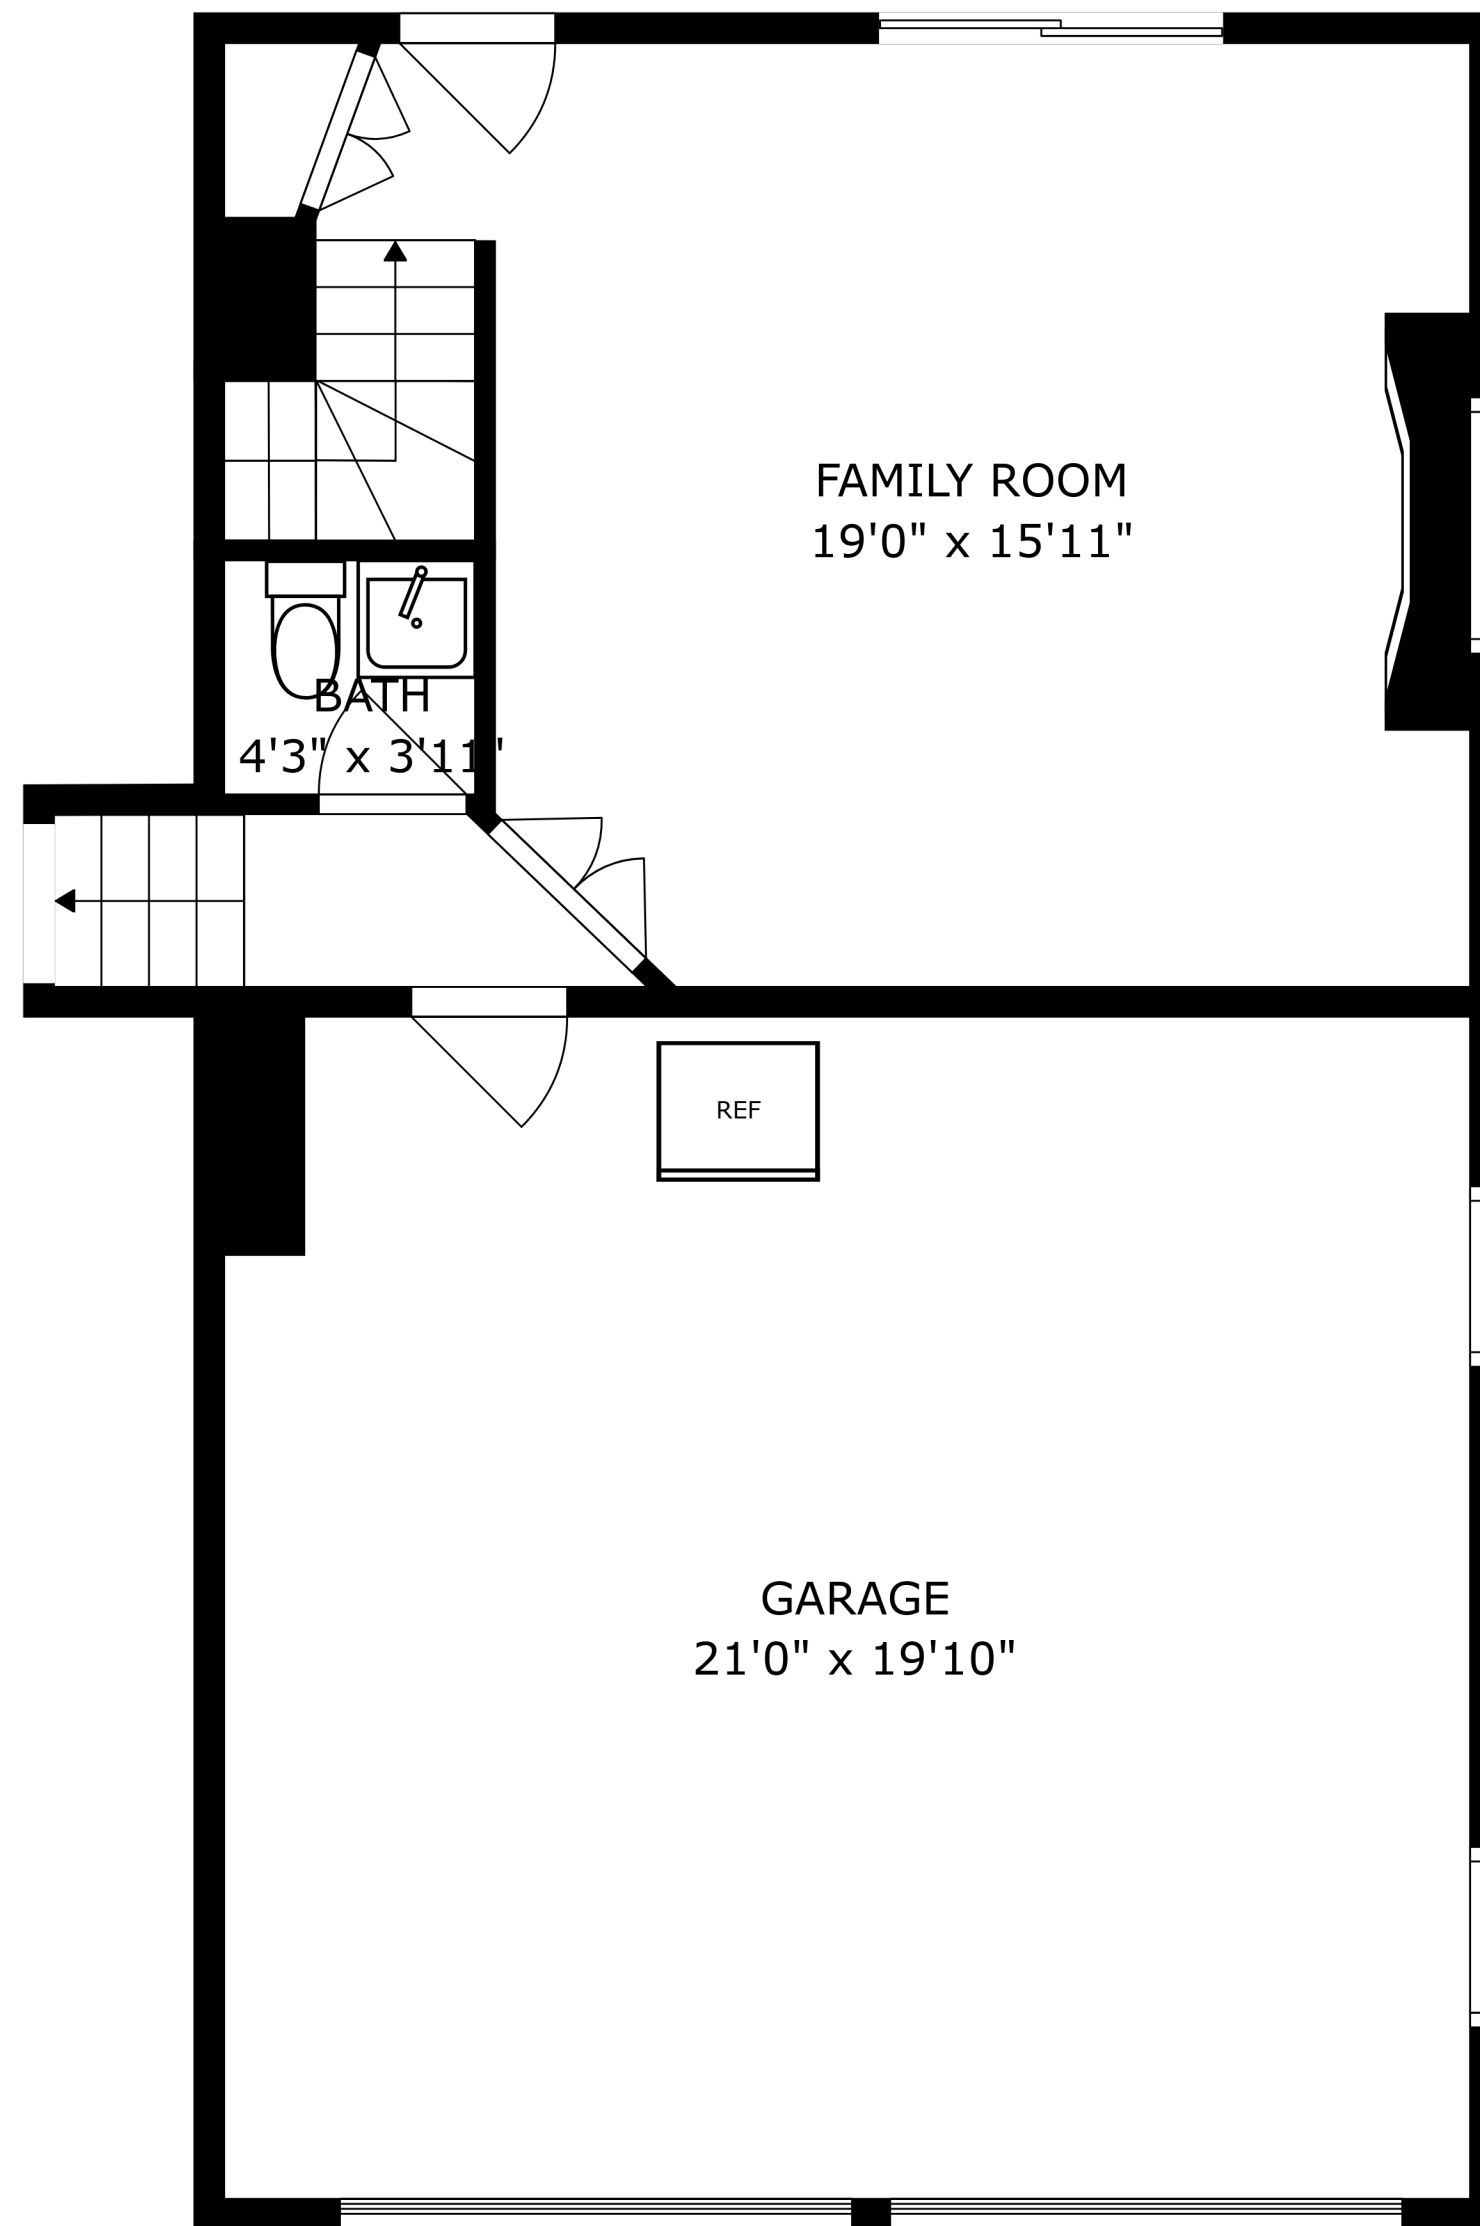 FAMILY ROOM
19'0" x 15'11"
BATH
4'3" x 3'11"
REF
GARAGE
21'0" x 19'10"